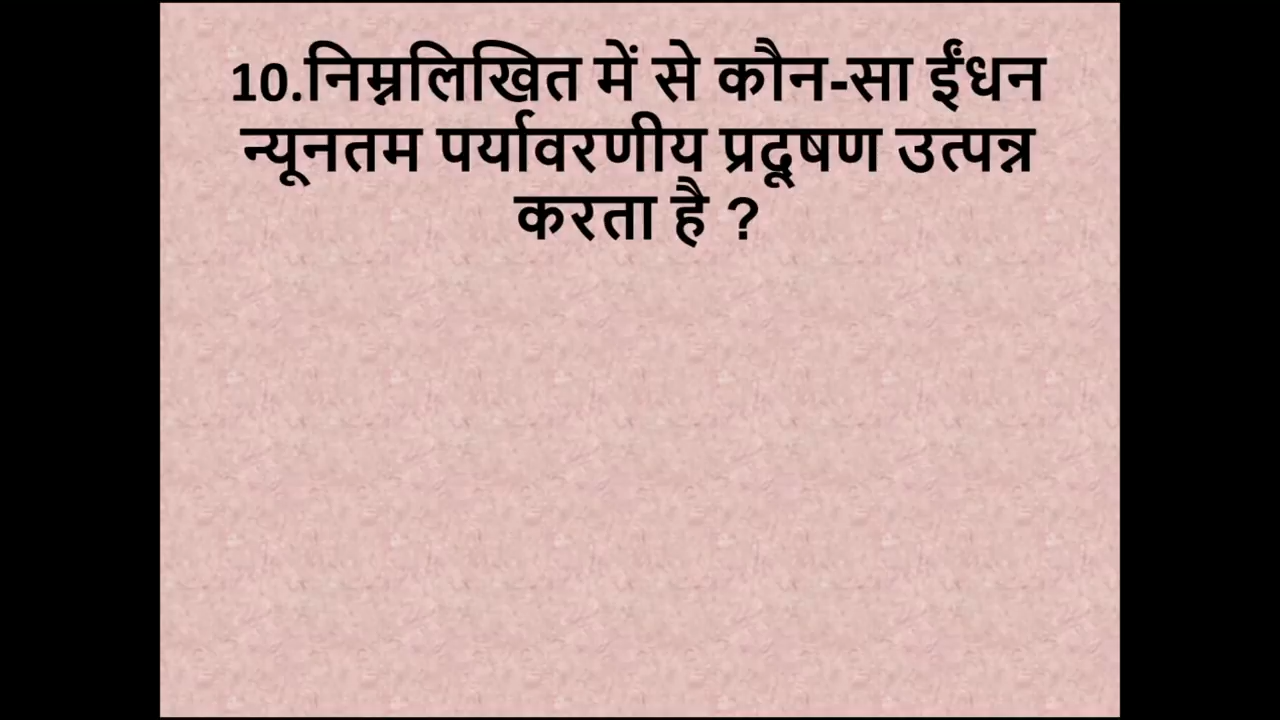 10.निम्नलिखित में से कौन-सा ईंधन
न्यूनतम पर्यावरणीय प्रदूषण उत्पन्न
करता है ?